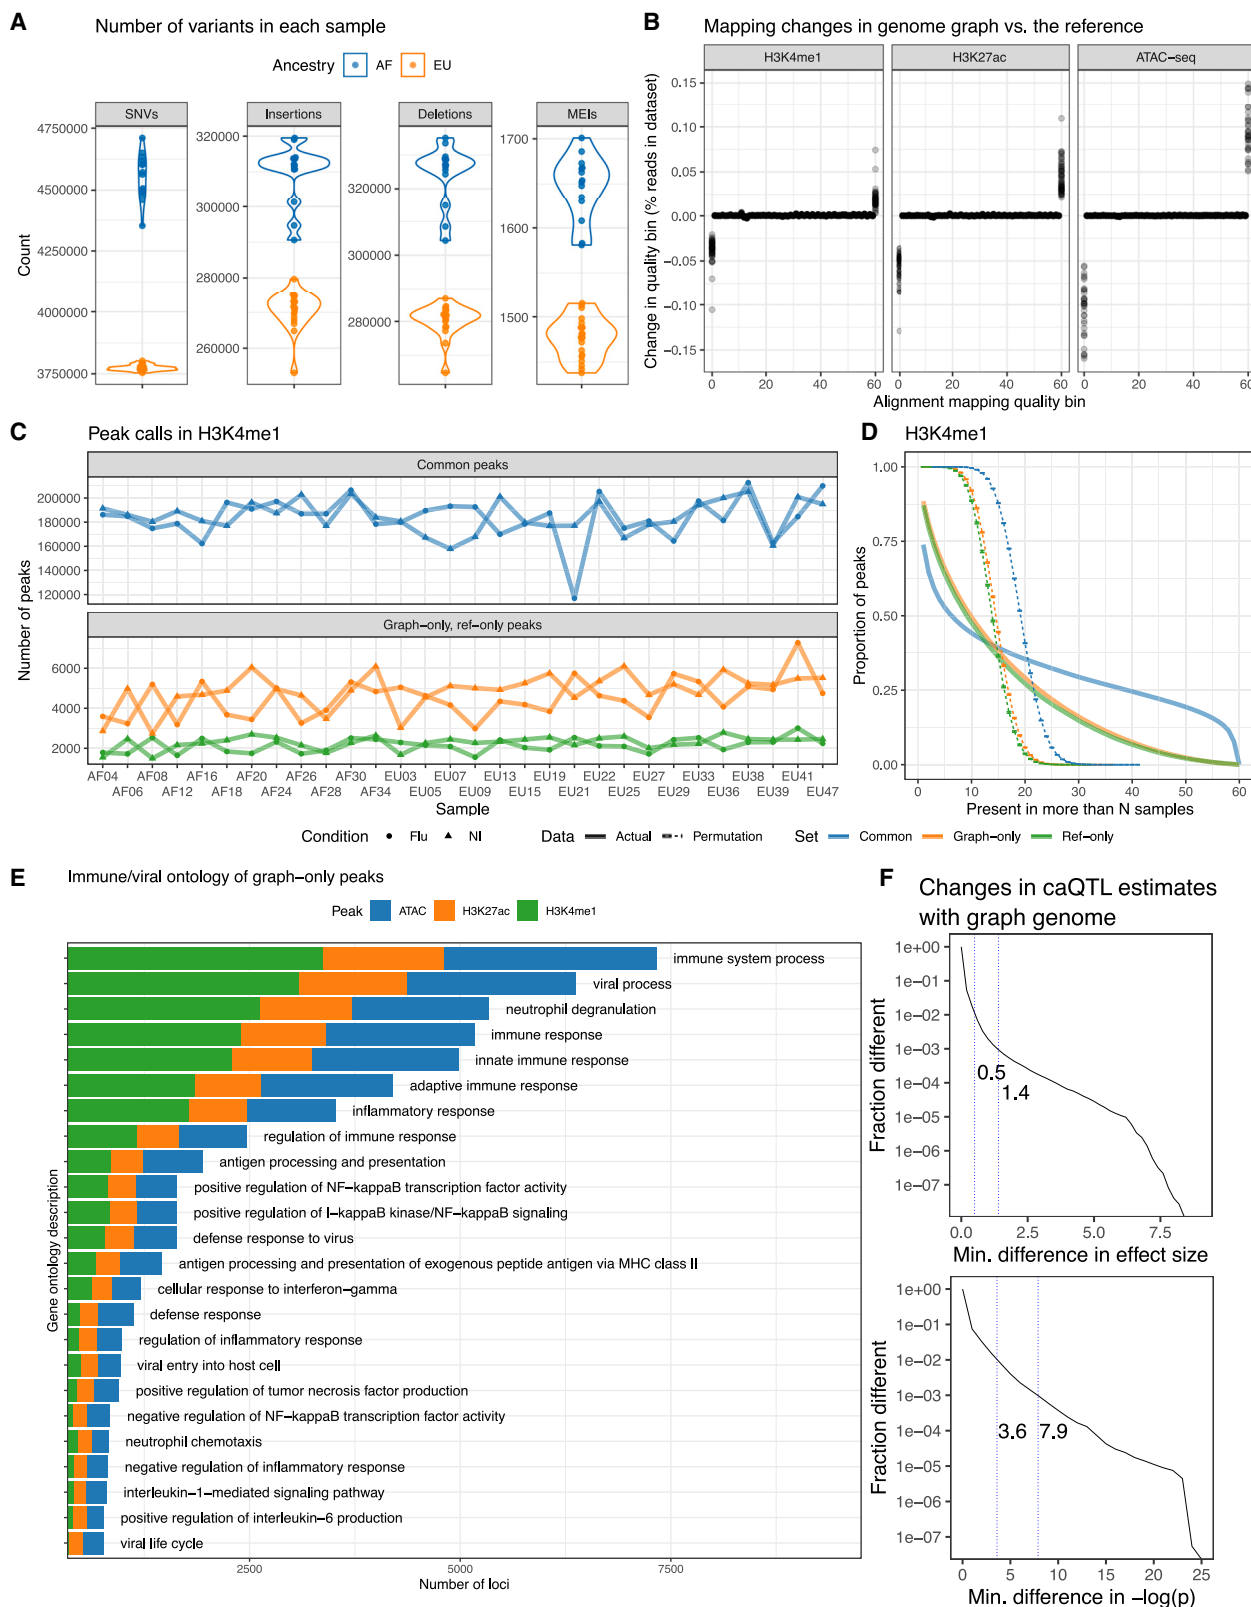 A
Number of variants in each sample
Ancestry AF EU
SNVs
Insertions
Deletions
MEIs
4750000
4500000
4250000
4000000
3750000
320000
300000
280000
260000
320000
300000
280000
1700
1600
1500
Count
B
Mapping changes in genome graph vs. the reference
H3K4me1
H3K27ac
ATAC−seq
0.15
0.10
0.05
0.00
−0.05
−0.10
−0.15
0 20 40 60
0 20 40 60
0 20 40 60
Change in quality bin (% reads in dataset)
Alignment mapping quality bin
C
Peak calls in H3K4me1
Common peaks
200000
180000
160000
140000
120000
Graph−only, ref−only peaks
6000
4000
2000
Number of peaks
AF04 AF08 AF16 AF20 AF26 AF30 EU03 EU07 EU13 EU19 EU22 EU27 EU33 EU38 EU41
AF06 AF12 AF18 AF24 AF28 AF34 EU05 EU09 EU15 EU21 EU25 EU29 EU36 EU39 EU47
Sample
D
H3K4me1
1.00
0.75
0.50
0.25
0.00
Proportion of peaks
0 10 20 30 40 50 60
Present in more than N samples
Condition Flu NI Data Actual Permutation Set Common Graph−only Ref−only
E
Immune/viral ontology of graph−only peaks
Peak ATAC H3K27ac H3K4me1
Gene ontology description
immune system process
viral process
neutrophil degranulation
immune response
innate immune response
adaptive immune response
inflammatory response
regulation of immune response
antigen processing and presentation
positive regulation of NF−kappaB transcription factor activity
positive regulation of I−kappaB kinase/NF−kappaB signaling
defense response to virus
antigen processing and presentation of exogenous peptide antigen via MHC class II
cellular response to interferon−gamma
defense response
regulation of inflammatory response
viral entry into host cell
positive regulation of tumor necrosis factor production
negative regulation of NF−kappaB transcription factor activity
neutrophil chemotaxis
negative regulation of inflammatory response
interleukin−1−mediated signaling pathway
positive regulation of interleukin−6 production
viral life cycle
2500 5000 7500
Number of loci
F
Changes in caQTL estimates
with graph genome
1e+00
1e−01
1e−02
1e−03
1e−04
1e−05
1e−06
1e−07
Fraction different
0.5
1.4
0.0 2.5 5.0 7.5
Min. difference in effect size
1e+00
1e−01
1e−02
1e−03
1e−04
1e−05
1e−06
1e−07
Fraction different
3.6 7.9
0 5 10 15 20 25
Min. difference in −log(p)